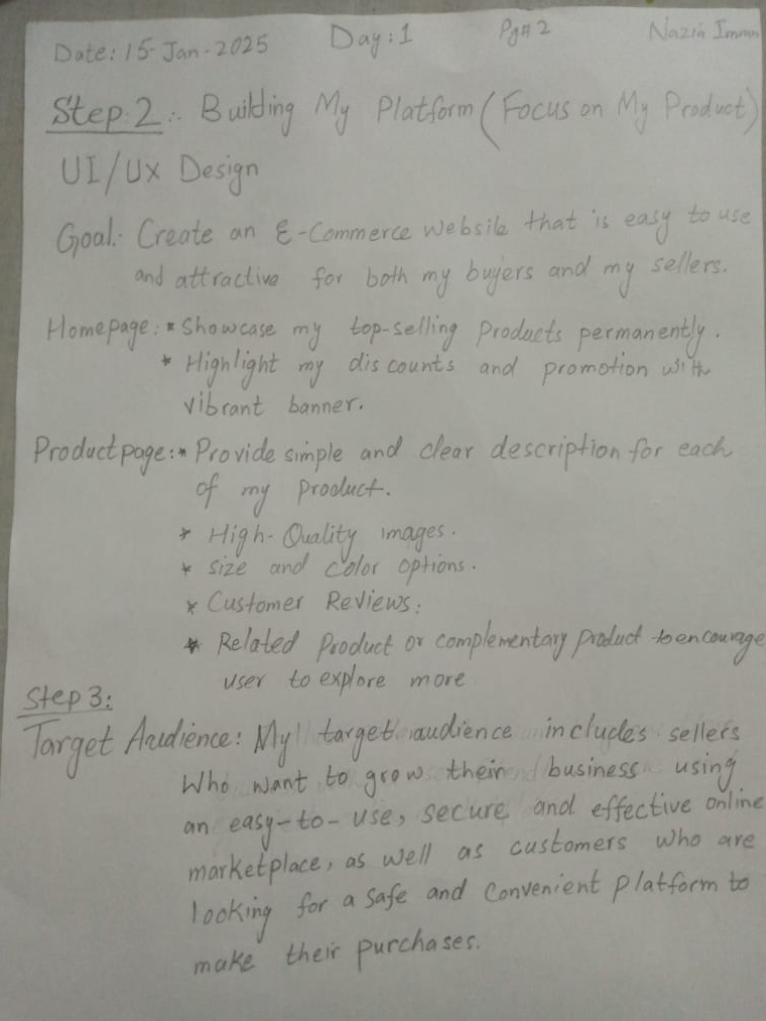 Date: 15-Jan-2025 Day:1 Pg#2 Nazia Imran
Step:2:- Building My Platform (Focus on My Product)
UI/UX Design
Goal:- Create an E-Commerce website that is easy to use
and attractive for both my buyers and my sellers.
Homepage: * Showcase my top-selling Products permanently.
* Highlight my discounts and promotion with
vibrant banner.
Product page: * Provide simple and clear description for each
of my product.
* High-Quality images.
* Size and color options.
* Customer Reviews:
* Related Product or complementary product to encourage
user to explore more
Step 3:
Target Audience: My target audience includes sellers
Who want to grow their business using
an easy-to-use, secure and effective online
marketplace, as well as customers who are
looking for a safe and convenient platform to
make their purchases.